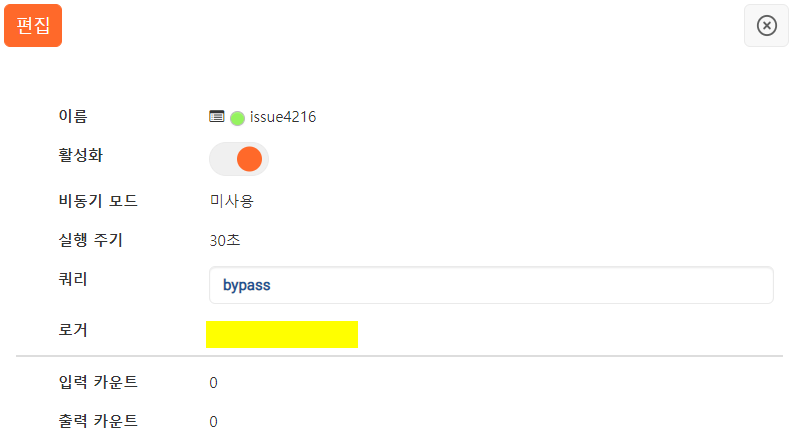 편집
이름 issue4216
활성화
비동기 모드 미사용
실행 주기 30초
쿼리 bypass
로거
입력 카운트 0
출력 카운트 0